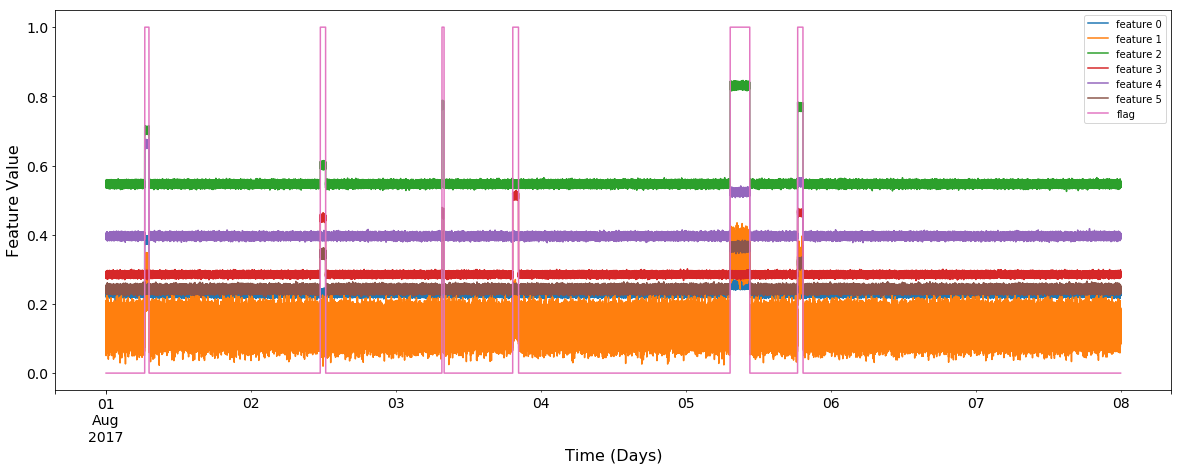 1.0
0.8
0.6
0.4
0.2
0.0
Feature Value
feature 0
feature 1
feature 2
feature 3
feature 4
feature 5
flag
01 02 03 04 05 06 07 08
Aug
2017
Time (Days)